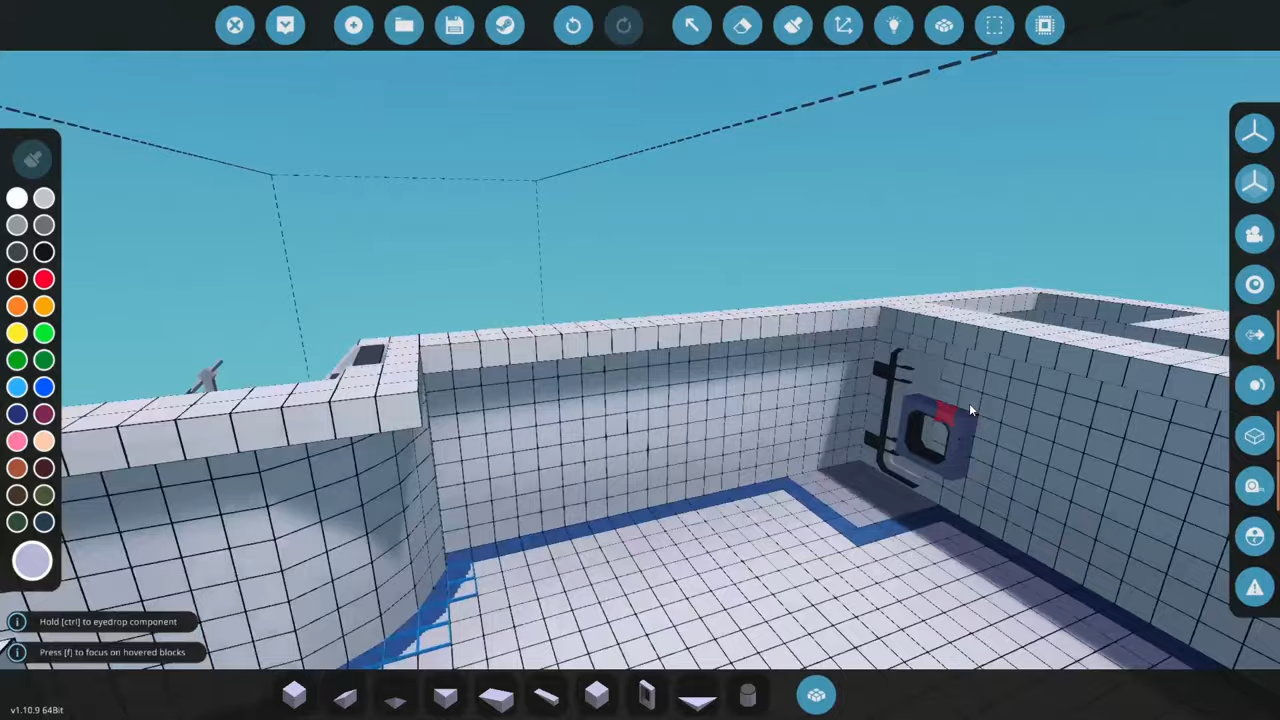 Hold [ctrl] to eyedrop component
Press [f] to focus on hovered blocks
v1.10.9 64Bit